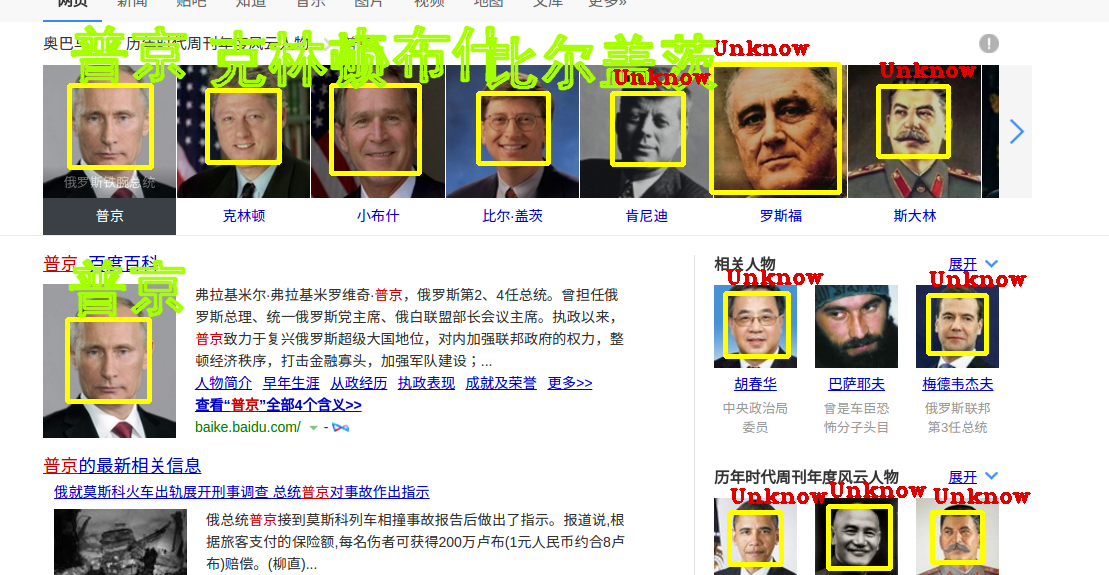 网页 新闻 贴吧 知道 音乐 图片 视频 地图 文库 更多»
历年时代周刊年度风云人物
普京 克林顿 小布什 比尔盖茨 Unknow Unknow Unknow
俄罗斯铁腕总统
普京 克林顿 小布什 比尔·盖茨 肯尼迪 罗斯福 斯大林
普京_百度百科
普京
弗拉基米尔·弗拉基米罗维奇·普京，俄罗斯第2、4任总统。曾担任俄
罗斯总理、统一俄罗斯党主席、俄白联盟部长会议主席。执政以来，
普京致力于复兴俄罗斯超级大国地位，对内加强联邦政府的权力，整
顿经济秩序，打击金融寡头，加强军队建设；...
人物简介 早年生涯 从政经历 执政表现 成就及荣誉 更多>>
查看“普京”全部4个含义>>
baike.baidu.com/
普京的最新相关信息
俄就莫斯科火车出轨展开刑事调查 总统普京对事故作出指示
俄总统普京接到莫斯科列车相撞事故报告后做出了指示。报道说,根
据旅客支付的保险额,每名伤者可获得200万卢布(1元人民币约合8卢
布)赔偿。(柳直)...
相关人物 展开
Unknow Unknow
胡春华 巴萨耶夫 梅德韦杰夫
中央政治局 曾是车臣恐 俄罗斯联邦
委员 怖分子头目 第3任总统
历年时代周刊年度风云人物 展开
Unknow Unknow Unknow